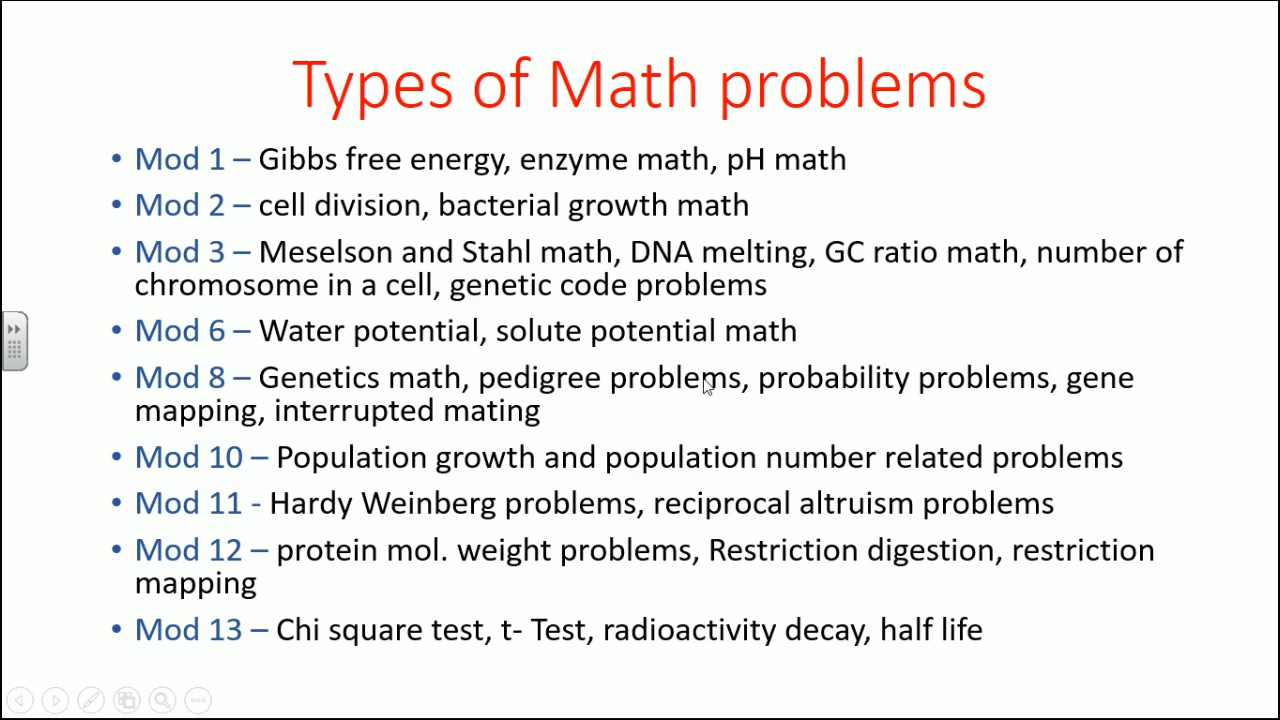 Types of Math problems
• Mod 1 – Gibbs free energy, enzyme math, pH math
• Mod 2 – cell division, bacterial growth math
• Mod 3 – Meselson and Stahl math, DNA melting, GC ratio math, number of
chromosome in a cell, genetic code problems
• Mod 6 – Water potential, solute potential math
• Mod 8 – Genetics math, pedigree problems, probability problems, gene
mapping, interrupted mating
• Mod 10 – Population growth and population number related problems
• Mod 11 - Hardy Weinberg problems, reciprocal altruism problems
• Mod 12 – protein mol. weight problems, Restriction digestion, restriction
mapping
• Mod 13 – Chi square test, t- Test, radioactivity decay, half life